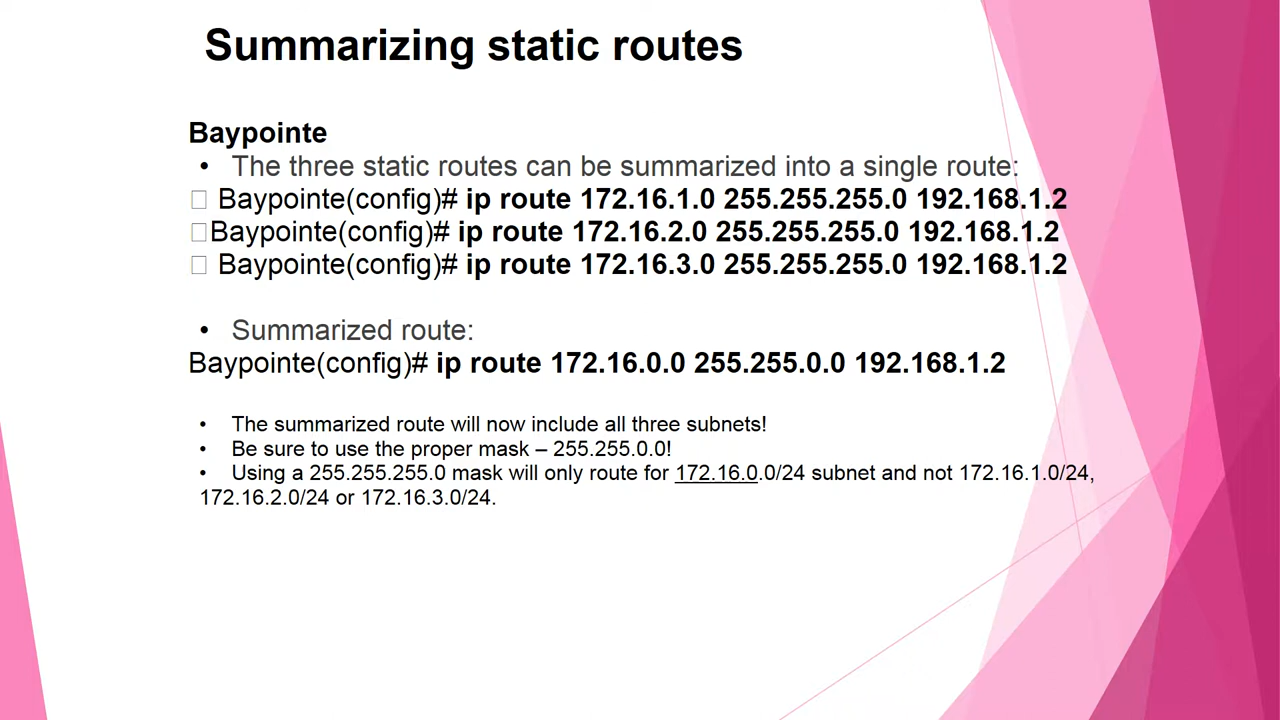 Summarizing static routes
Baypointe
• The three static routes can be summarized into a single route:
□ Baypointe(config)# ip route 172.16.1.0 255.255.255.0 192.168.1.2
□Baypointe(config)# ip route 172.16.2.0 255.255.255.0 192.168.1.2
□ Baypointe(config)# ip route 172.16.3.0 255.255.255.0 192.168.1.2
• Summarized route:
Baypointe(config)# ip route 172.16.0.0 255.255.0.0 192.168.1.2
• The summarized route will now include all three subnets!
• Be sure to use the proper mask – 255.255.0.0!
• Using a 255.255.255.0 mask will only route for 172.16.0.0/24 subnet and not 172.16.1.0/24,
172.16.2.0/24 or 172.16.3.0/24.